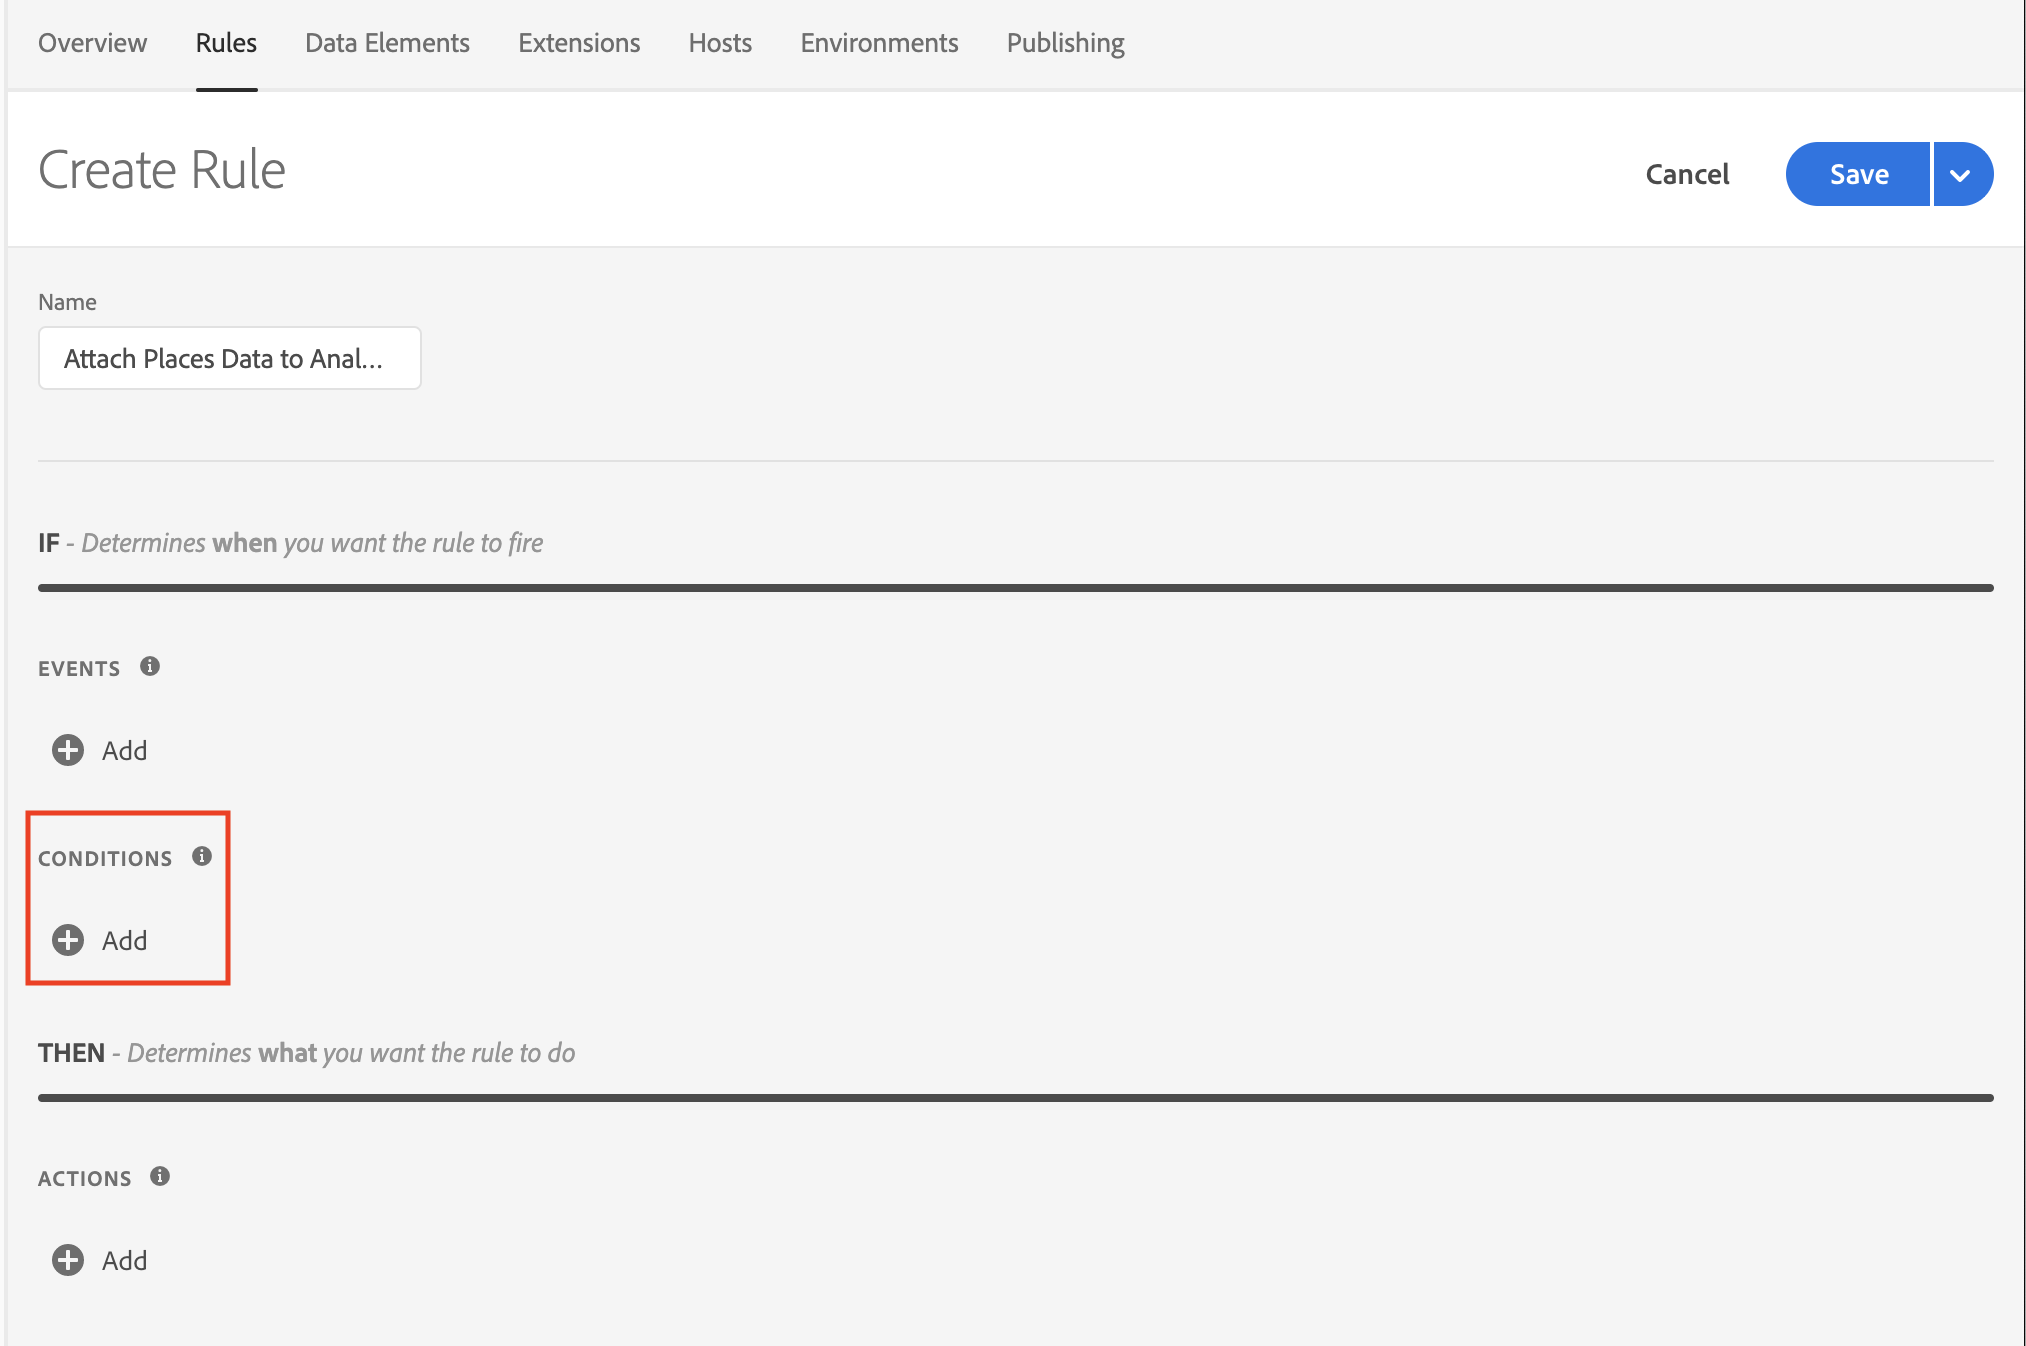 Overview Rules Data Elements Extensions Hosts Environments Publishing
Create Rule
Cancel Save
Name
Attach Places Data to Anal...
IF - Determines when you want the rule to fire
EVENTS
Add
CONDITIONS
Add
THEN - Determines what you want the rule to do
ACTIONS
Add